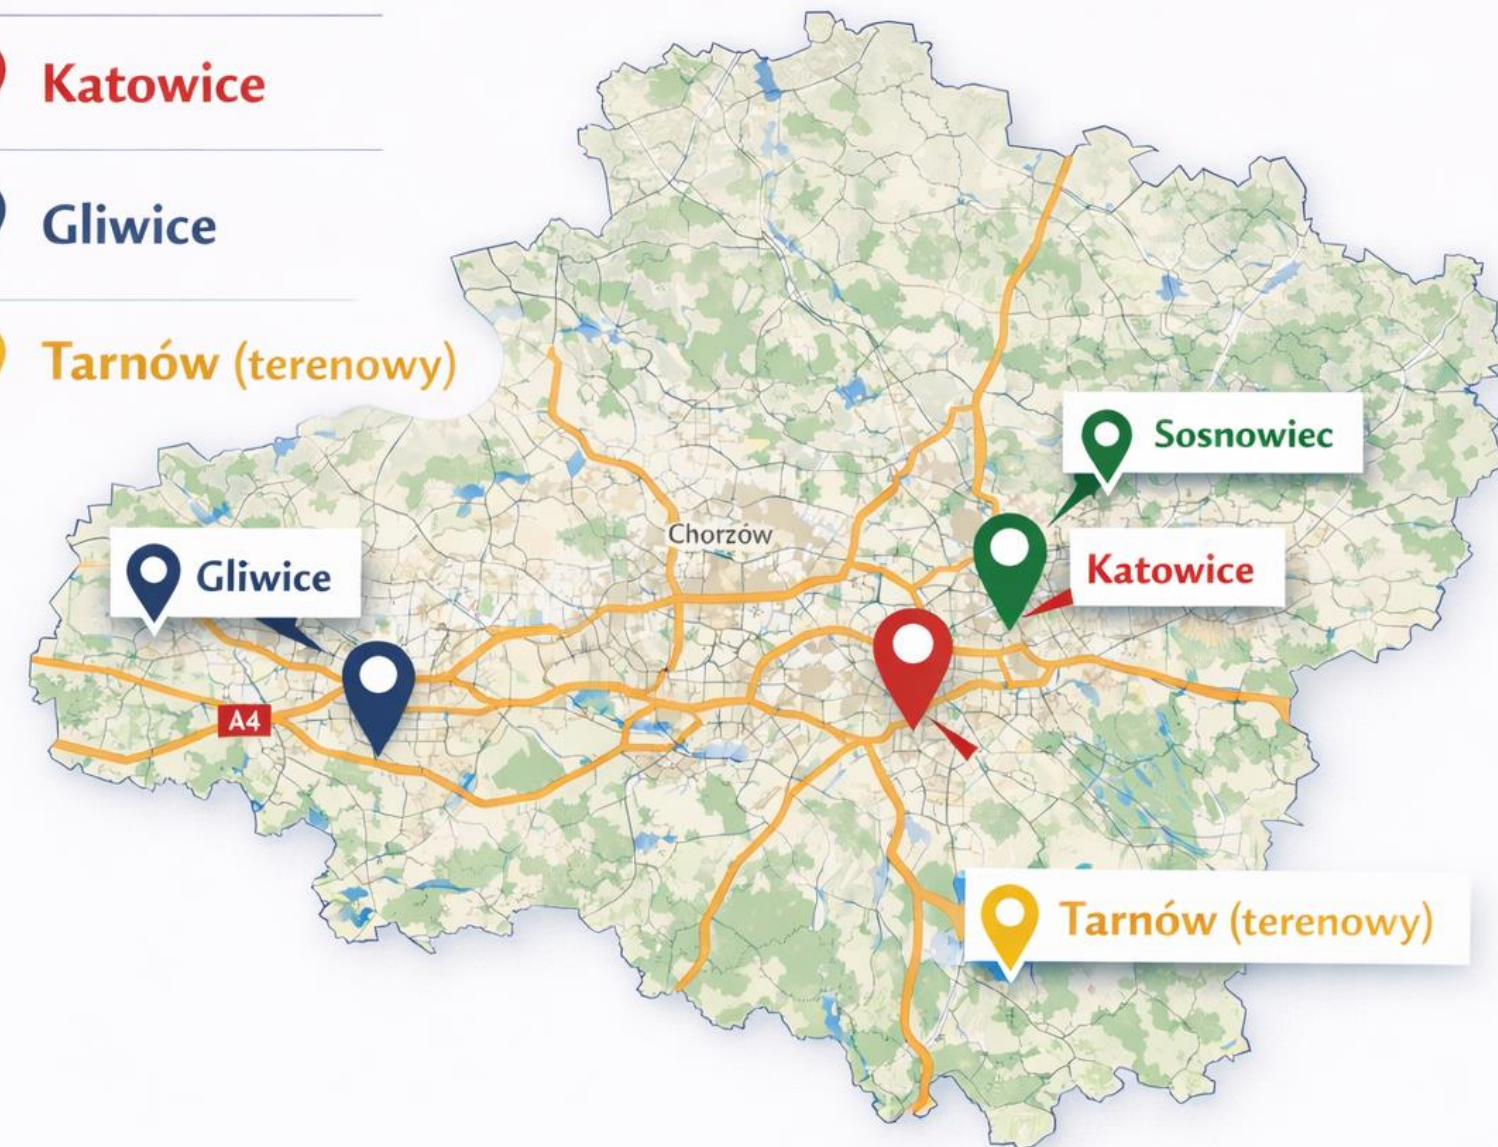 Katowice
Gliwice
Tarnów (terenowy)
Sosnowiec
Chorzów
Katowice
Gliwice
A4
Tarnów (terenowy)